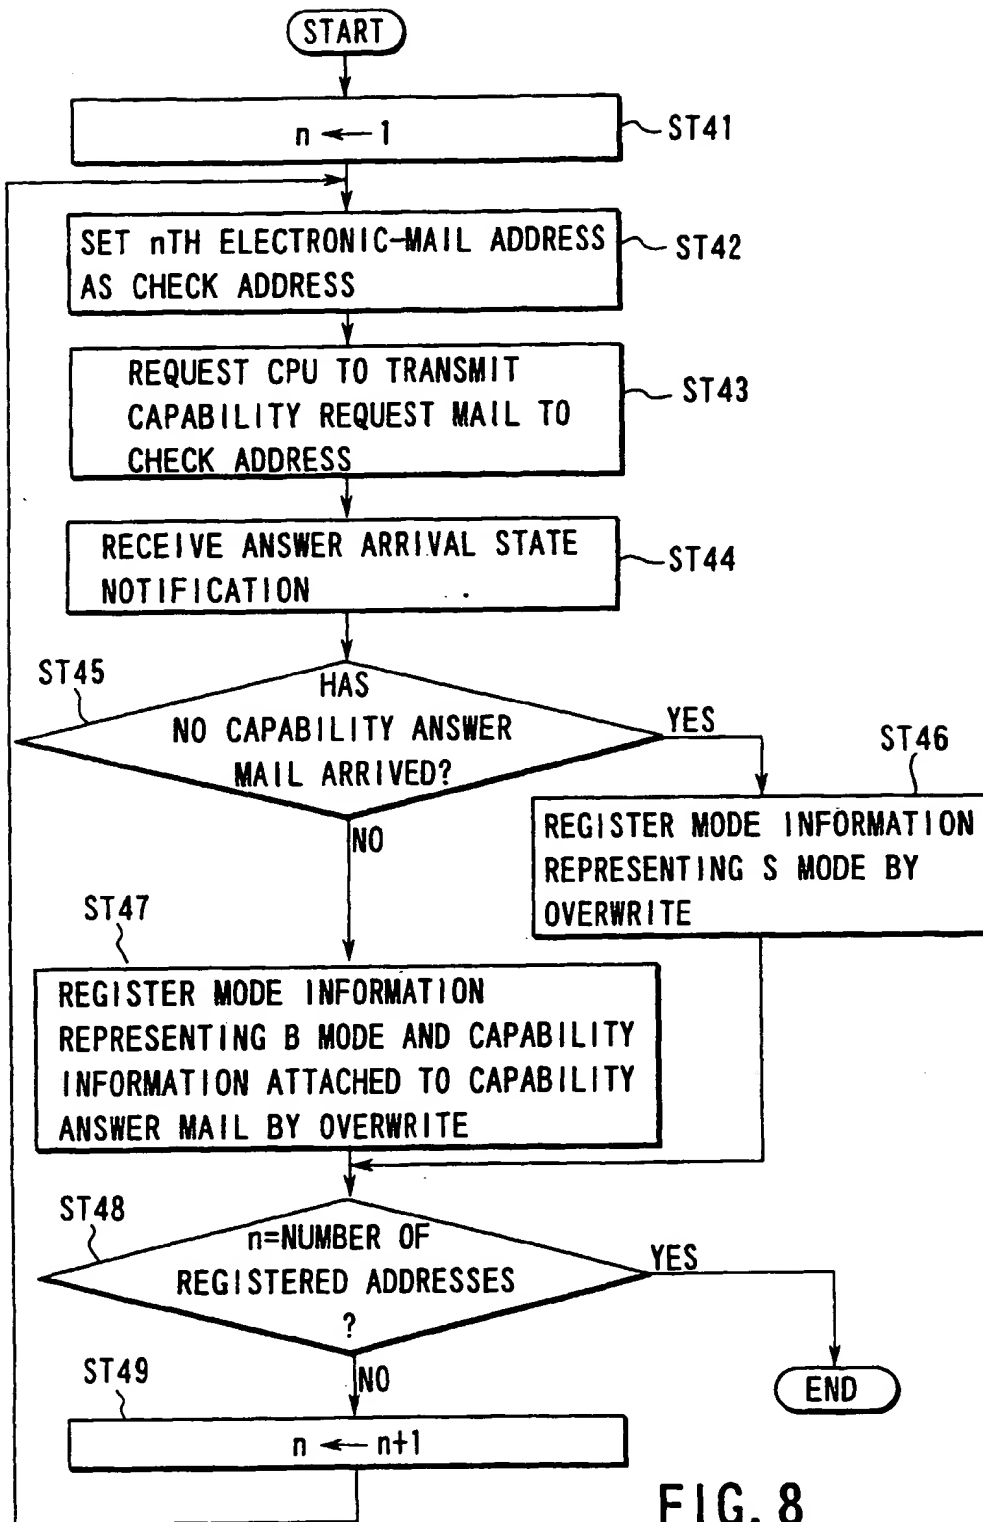 START
n ← 1
ST41
SET nTH ELECTRONIC-MAIL ADDRESS
AS CHECK ADDRESS
ST42
REQUEST CPU TO TRANSMIT
CAPABILITY REQUEST MAIL TO
CHECK ADDRESS
ST43
RECEIVE ANSWER ARRIVAL STATE
NOTIFICATION
ST44
ST45
HAS
NO CAPABILITY ANSWER
MAIL ARRIVED?
YES
NO
ST46
REGISTER MODE INFORMATION
REPRESENTING S MODE BY
OVERWRITE
ST47
REGISTER MODE INFORMATION
REPRESENTING B MODE AND CAPABILITY
INFORMATION ATTACHED TO CAPABILITY
ANSWER MAIL BY OVERWRITE
ST48
n=NUMBER OF
REGISTERED ADDRESSES
?
YES
NO
END
ST49
n ← n+1
FIG. 8